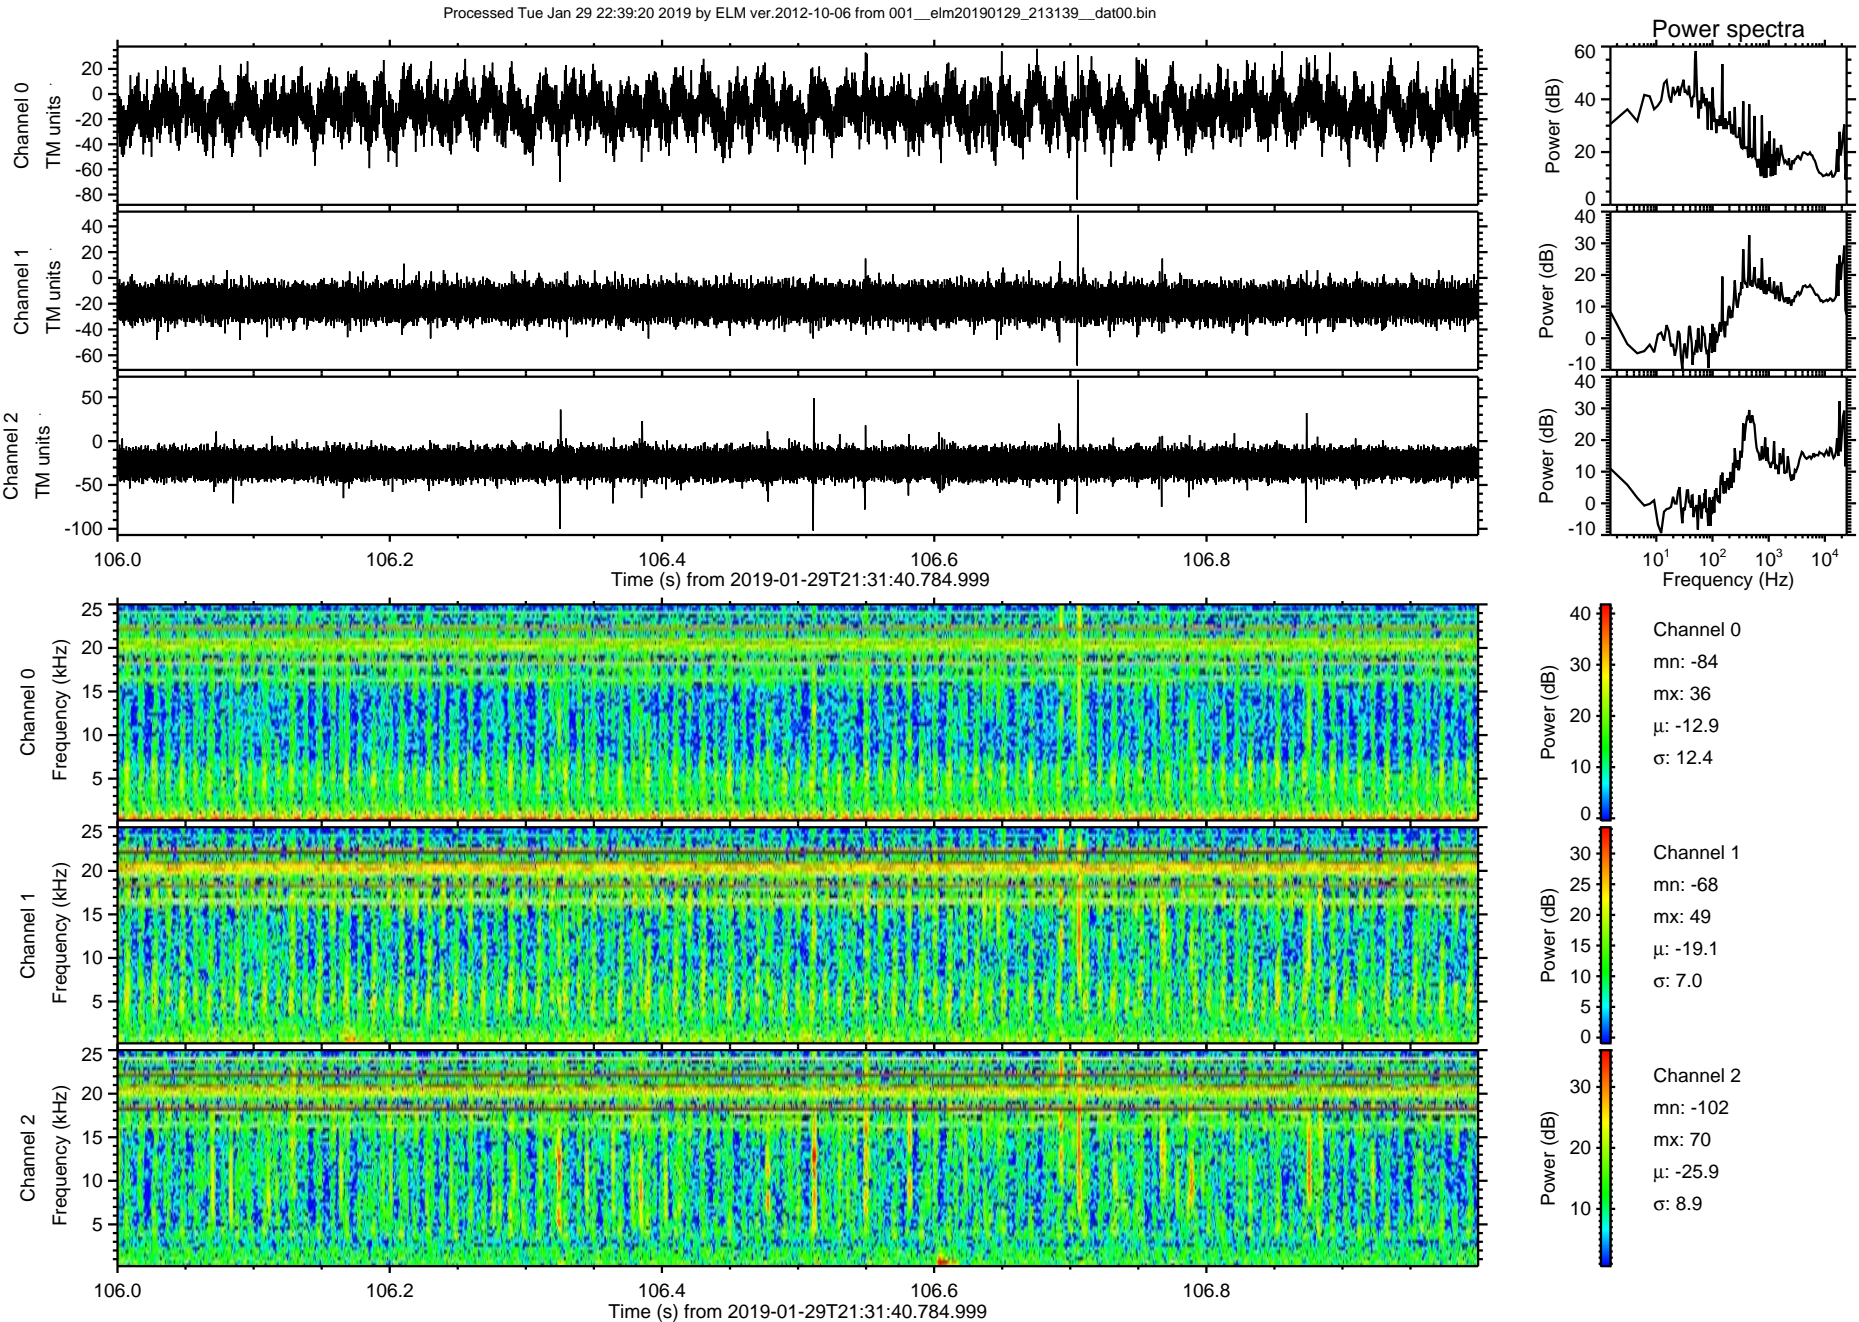 Processed Tue Jan 29 22:39:20 2019 by ELM ver.2012-10-06 from 001__elm20190129_213139__dat00.bin
Power spectra
Channel 0
TM units
20
0
-20
-40
-60
-80
Power (dB)
60
40
20
0
Channel 1
TM units
40
20
0
-20
-40
-60
Power (dB)
40
30
20
10
0
-10
Channel 2
TM units
50
0
-50
-100
Power (dB)
40
30
20
10
0
-10
106.0
106.2
106.4
106.6
106.8
Time (s) from 2019-01-29T21:31:40.784.999
10^1
10^2
10^3
10^4
Frequency (Hz)
Channel 0
Frequency (kHz)
25
20
15
10
5
Power (dB)
40
30
20
10
0
Channel 0
mn: -84
mx: 36
μ: -12.9
σ: 12.4
Channel 1
Frequency (kHz)
25
20
15
10
5
Power (dB)
30
25
20
15
10
5
0
Channel 1
mn: -68
mx: 49
μ: -19.1
σ: 7.0
Channel 2
Frequency (kHz)
25
20
15
10
5
Power (dB)
30
20
10
Channel 2
mn: -102
mx: 70
μ: -25.9
σ: 8.9
106.0
106.2
106.4
106.6
106.8
Time (s) from 2019-01-29T21:31:40.784.999